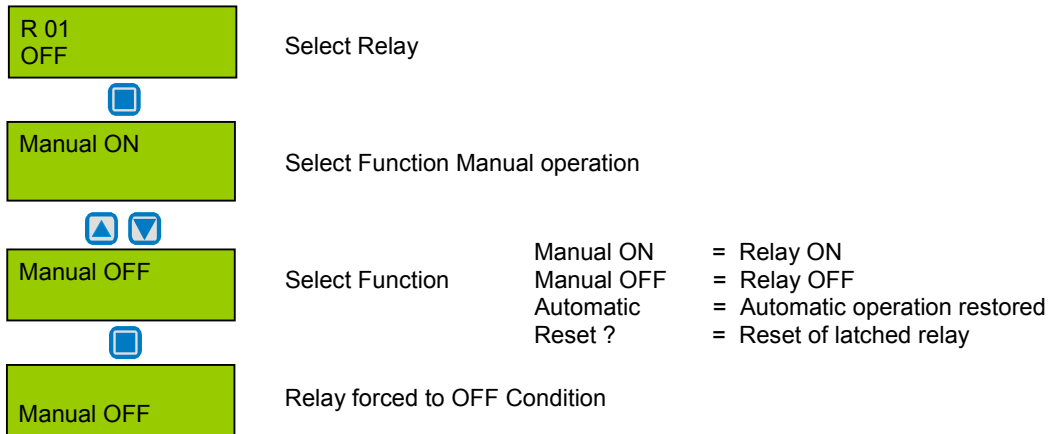 R 01
OFF
Select Relay
Manual ON
Select Function Manual operation
Manual OFF
Select Function
Manual ON = Relay ON
Manual OFF = Relay OFF
Automatic = Automatic operation restored
Reset ? = Reset of latched relay
Manual OFF
Relay forced to OFF Condition